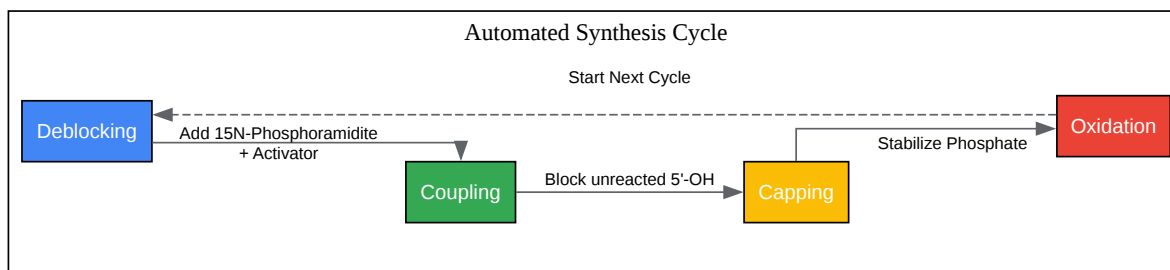 Automated Synthesis Cycle
Start Next Cycle
Deblocking
Add 15N-Phosphoramidite
+ Activator
Coupling
Block unreacted 5'-OH
Capping
Stabilize Phosphate
Oxidation